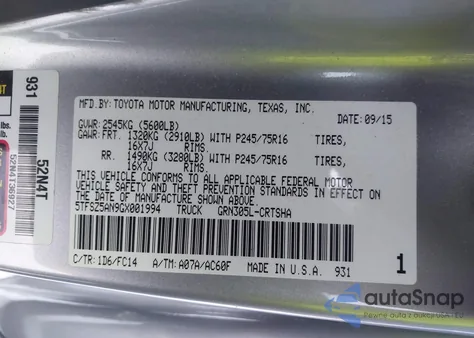 MFD.BY: TOYOTA MOTOR MANUFACTURING, TEXAS, INC.
DATE: 09/15
GVWR: 2545KG (5600LB)
GAWR: FRT. 1320KG (2910LB) WITH P245/75R16 TIRES,
16X7J RIMS.
RR. 1490KG (3280LB) WITH P245/75R16 TIRES,
16X7J RIMS.
THIS VEHICLE CONFORMS TO ALL APPLICABLE FEDERAL MOTOR
VEHICLE SAFETY AND THEFT PREVENTION STANDARDS IN EFFECT
ON THE DATE OF MANUFACTURE SHOWN ABOVE.
5TFSZ5AN9GX001994 TRUCK GRN305L-CRTSHA
C/TR: 1D6/FC14 A/TM: A07A/AC60F MADE IN U.S.A. 931
1
931
52N4T
lbs.
autaSnap